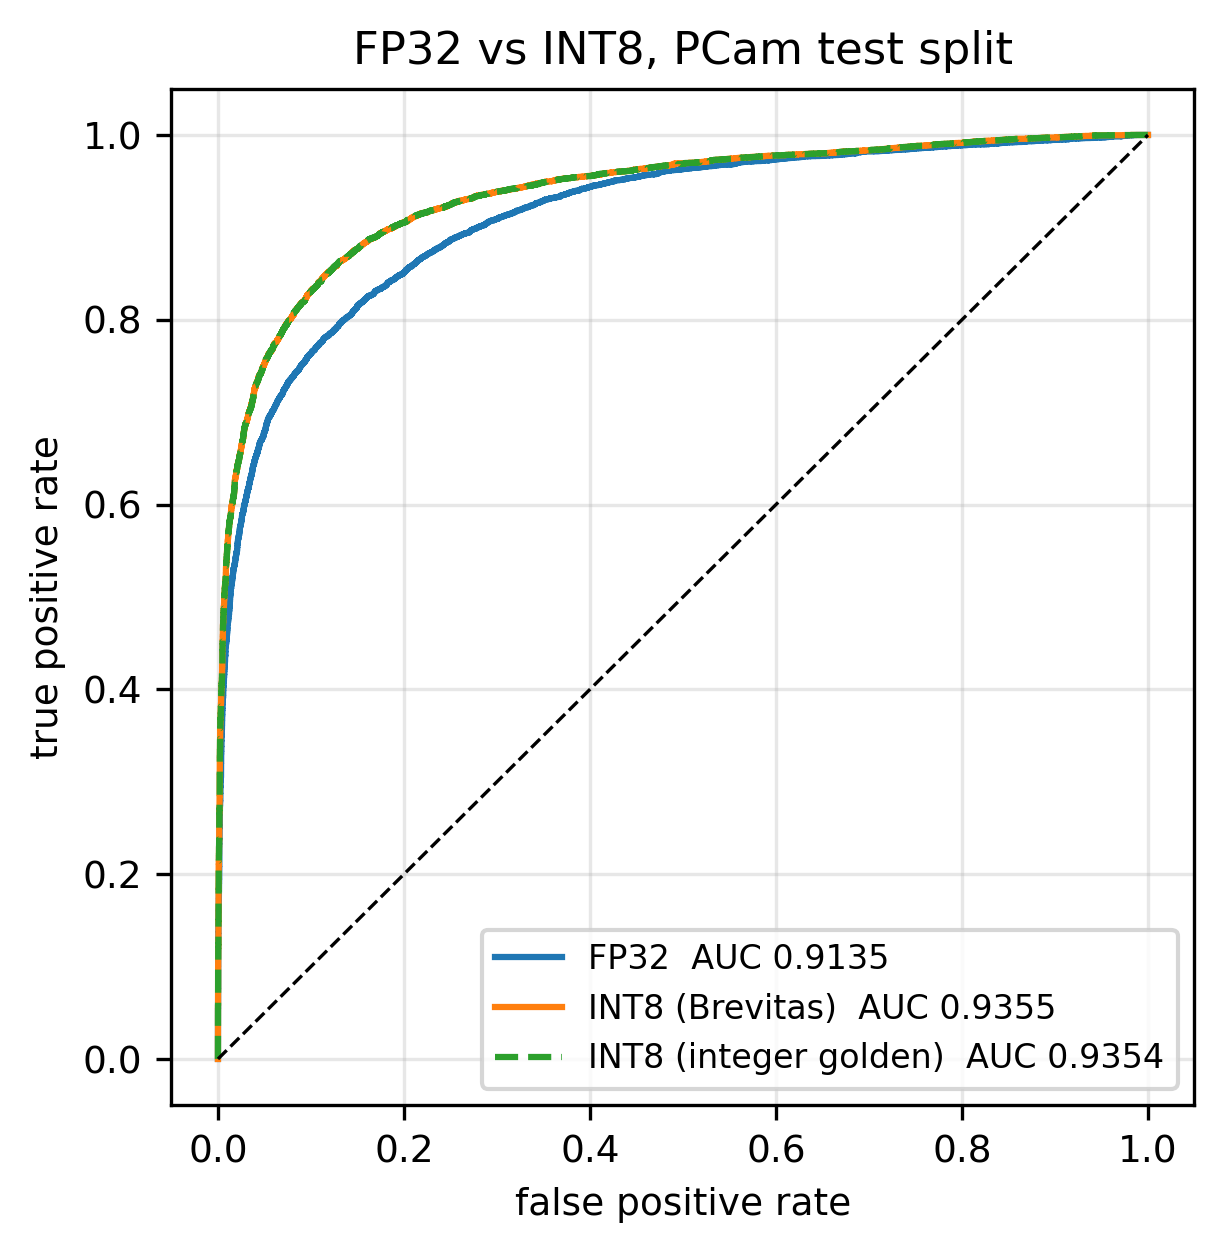 FP32 vs INT8, PCam test split
true positive rate
1.0
0.8
0.6
0.4
0.2
0.0
FP32  AUC 0.9135
INT8 (Brevitas)  AUC 0.9355
INT8 (integer golden)  AUC 0.9354
0.0 0.2 0.4 0.6 0.8 1.0
false positive rate